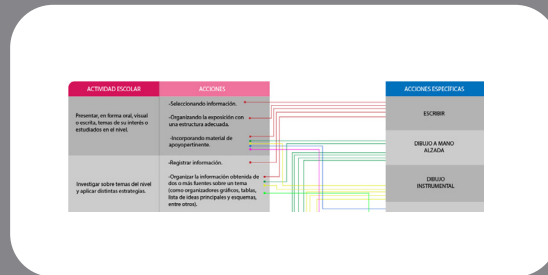 ACTIVIDAD ESCOLAR
ACCIONES
ACCIONES ESPECÍFICAS
Presentar, en forma oral, visual
o escrita, temas de su interés o
estudiados en el nivel.
-Seleccionando información.
-Organizando la exposición con
una estructura adecuada.
-Incorporando material de
apoyopertinente.
ESCRIBIR
DIBUJO A MANO
ALZADA
Investigar sobre temas del nivel
y aplicar distintas estrategias.
-Registrar información.
-Organizar la información obtenida de
dos o más fuentes sobre un tema
(como organizadores gráficos, tablas,
lista de ideas principales y esquemas,
entre otros).
DIBUJO
INSTRUMENTAL